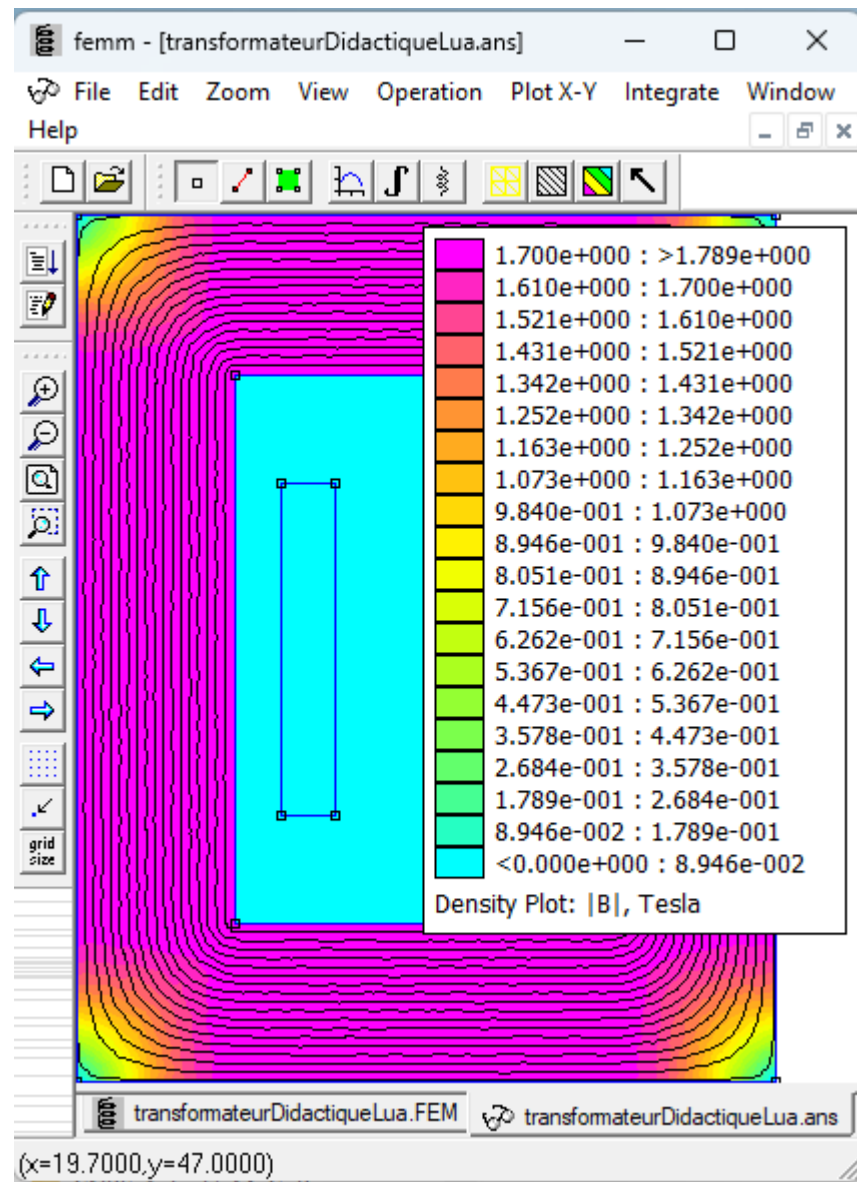 femm - [transformateurDidactiqueLua.ans]
File Edit Zoom View Operation Plot X-Y Integrate Window
Help
1.700e+000 : >1.789e+000
1.610e+000 : 1.700e+000
1.521e+000 : 1.610e+000
1.431e+000 : 1.521e+000
1.342e+000 : 1.431e+000
1.252e+000 : 1.342e+000
1.163e+000 : 1.252e+000
1.073e+000 : 1.163e+000
9.840e-001 : 1.073e+000
8.946e-001 : 9.840e-001
8.051e-001 : 8.946e-001
7.156e-001 : 8.051e-001
6.262e-001 : 7.156e-001
5.367e-001 : 6.262e-001
4.473e-001 : 5.367e-001
3.578e-001 : 4.473e-001
2.684e-001 : 3.578e-001
1.789e-001 : 2.684e-001
8.946e-002 : 1.789e-001
<0.000e+000 : 8.946e-002
Density Plot: |B|, Tesla
grid
size
transformateurDidactiqueLua.FEM transformateurDidactiqueLua.ans
(x=19.7000,y=47.0000)